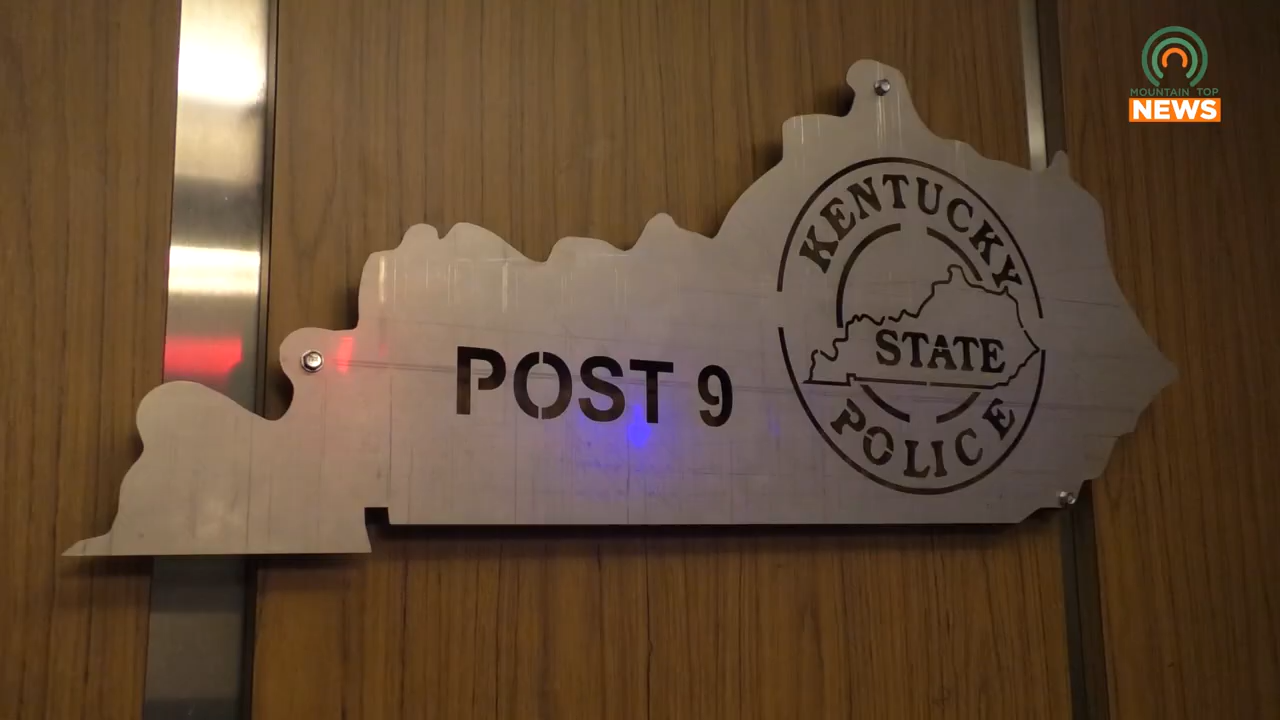 MOUNTAIN TOP
NEWS
KENTUCKY
STATE
POLICE
POST 9